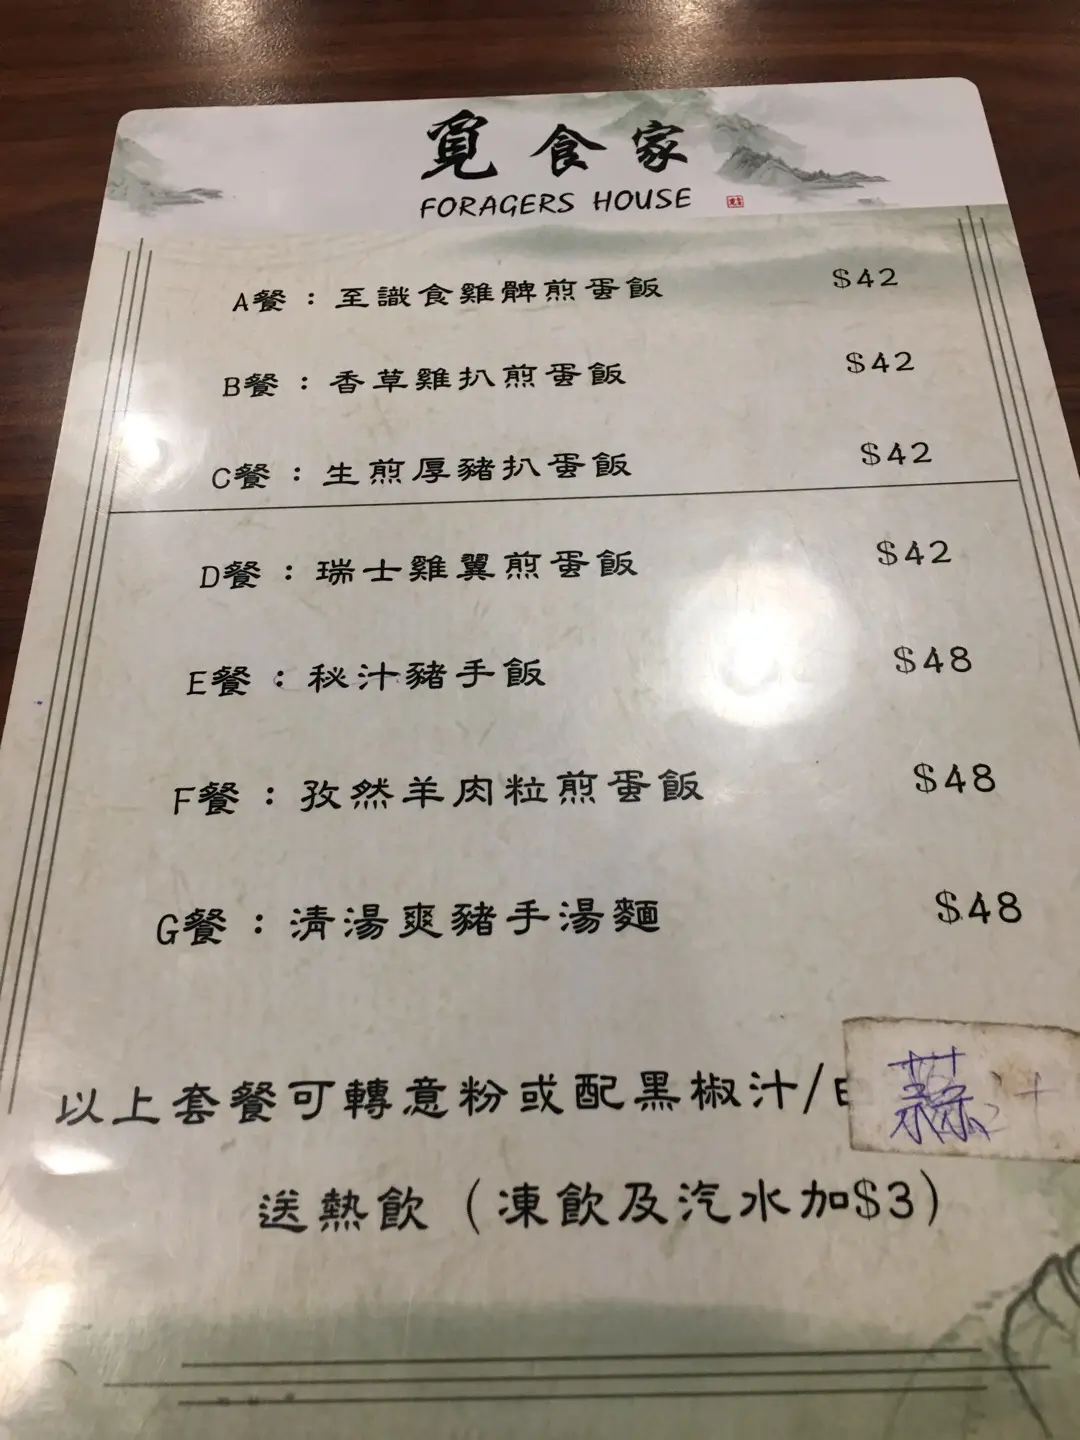 覓食家
FORAGERS HOUSE
A餐：至識食雞髀煎蛋飯 $42
B餐：香草雞扒煎蛋飯 $42
C餐：生煎厚豬扒蛋飯 $42
D餐：瑞士雞翼煎蛋飯 $42
E餐：秘汁豬手飯 $48
F餐：孜然羊肉粒煎蛋飯 $48
G餐：清湯爽豬手湯麵 $48
以上套餐可轉意粉或配黑椒汁/蒜汁
送熱飲（凍飲及汽水加$3）